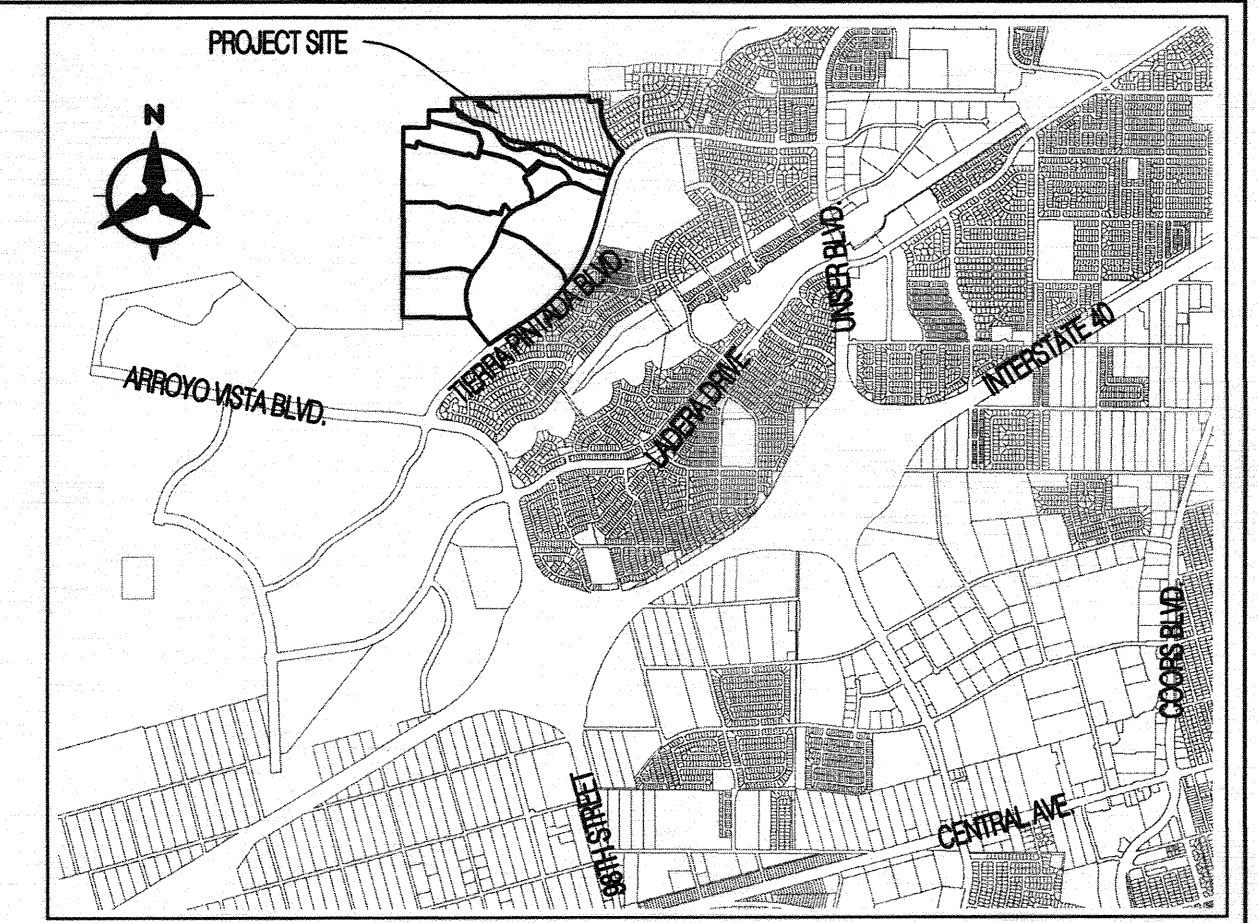 PROJECT SITE
N
UNSER BLVD.
TIERRA PINTADA BLVD.
INTERSTATE 40
ARROYO VISTA BLVD.
LADERA DRIVE
COORS BLVD.
98TH STREET
CENTRAL AVE.